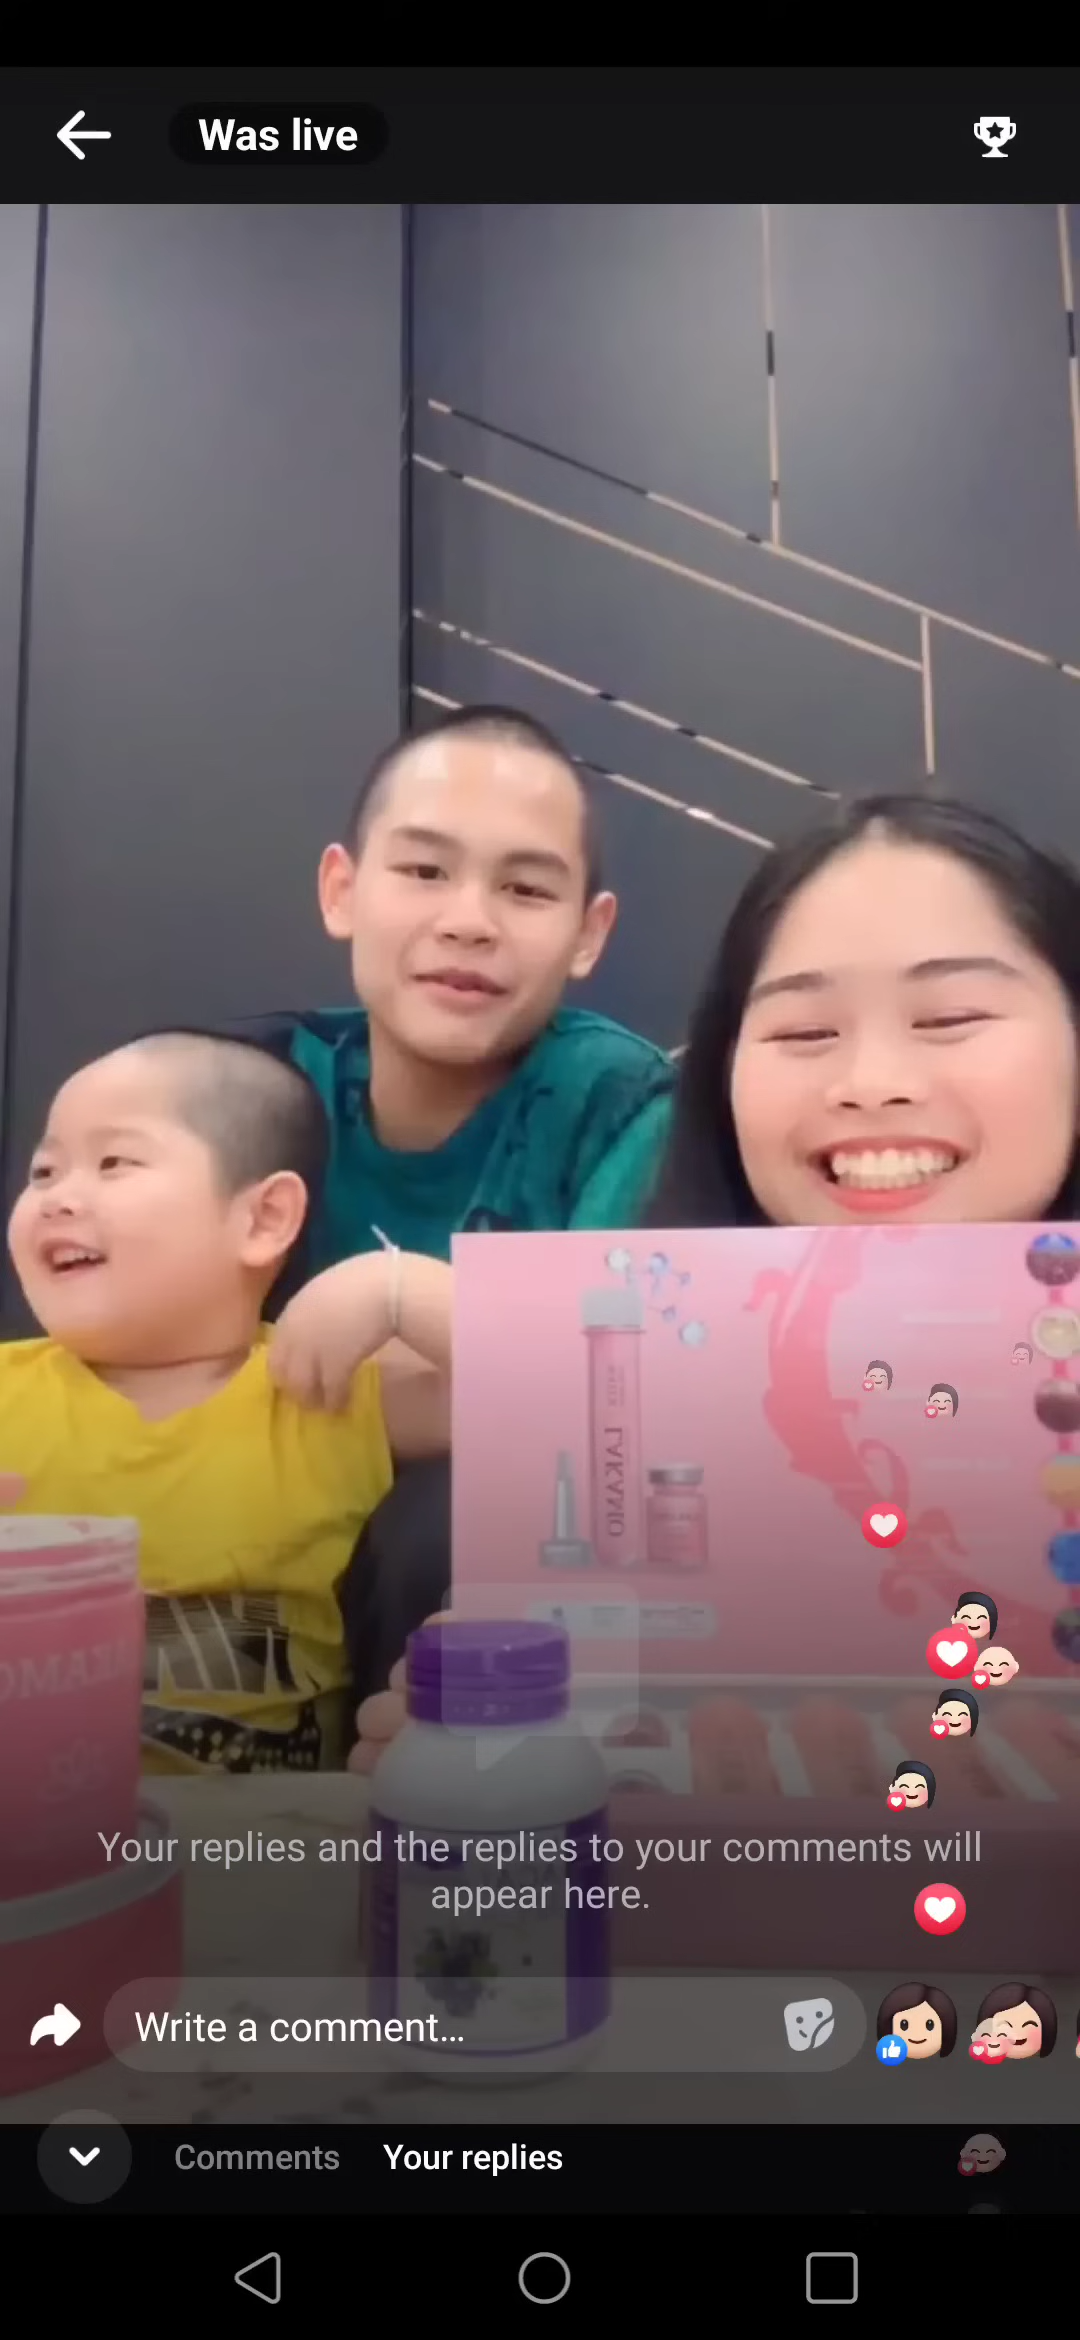 Was live
LAKAMO
Your replies and the replies to your comments will
appear here.
Write a comment...
Comments Your replies